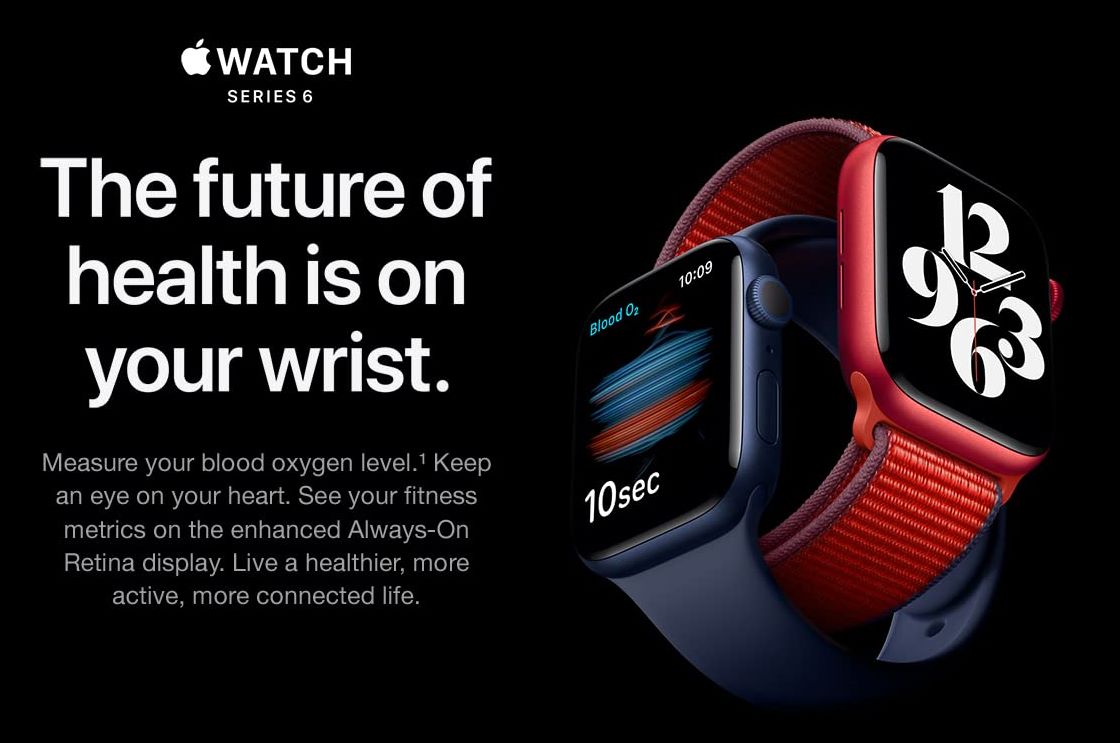 WATCH
SERIES 6
The future of
health is on
your wrist.
Measure your blood oxygen level.¹ Keep
an eye on your heart. See your fitness
metrics on the enhanced Always-On
Retina display. Live a healthier, more
active, more connected life.
10:09
Blood O₂
10sec
12
9
3
6